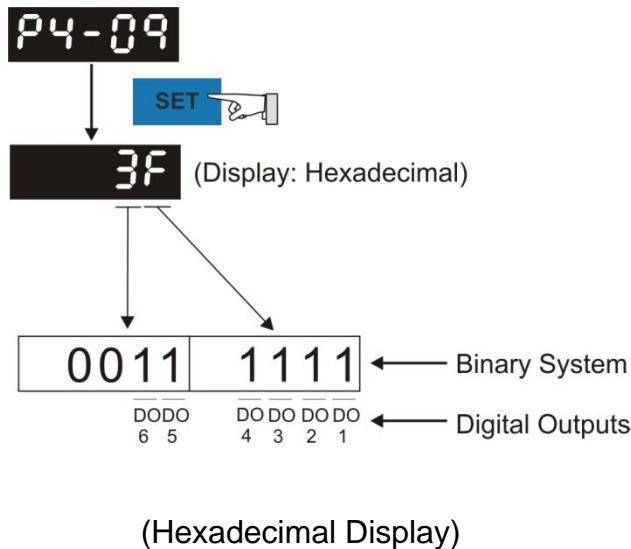 P4-09
SET
3F (Display: Hexadecimal)
0011 1111 Binary System
DO DO DO DO DO DO Digital Outputs
6 5 4 3 2 1
(Hexadecimal Display)